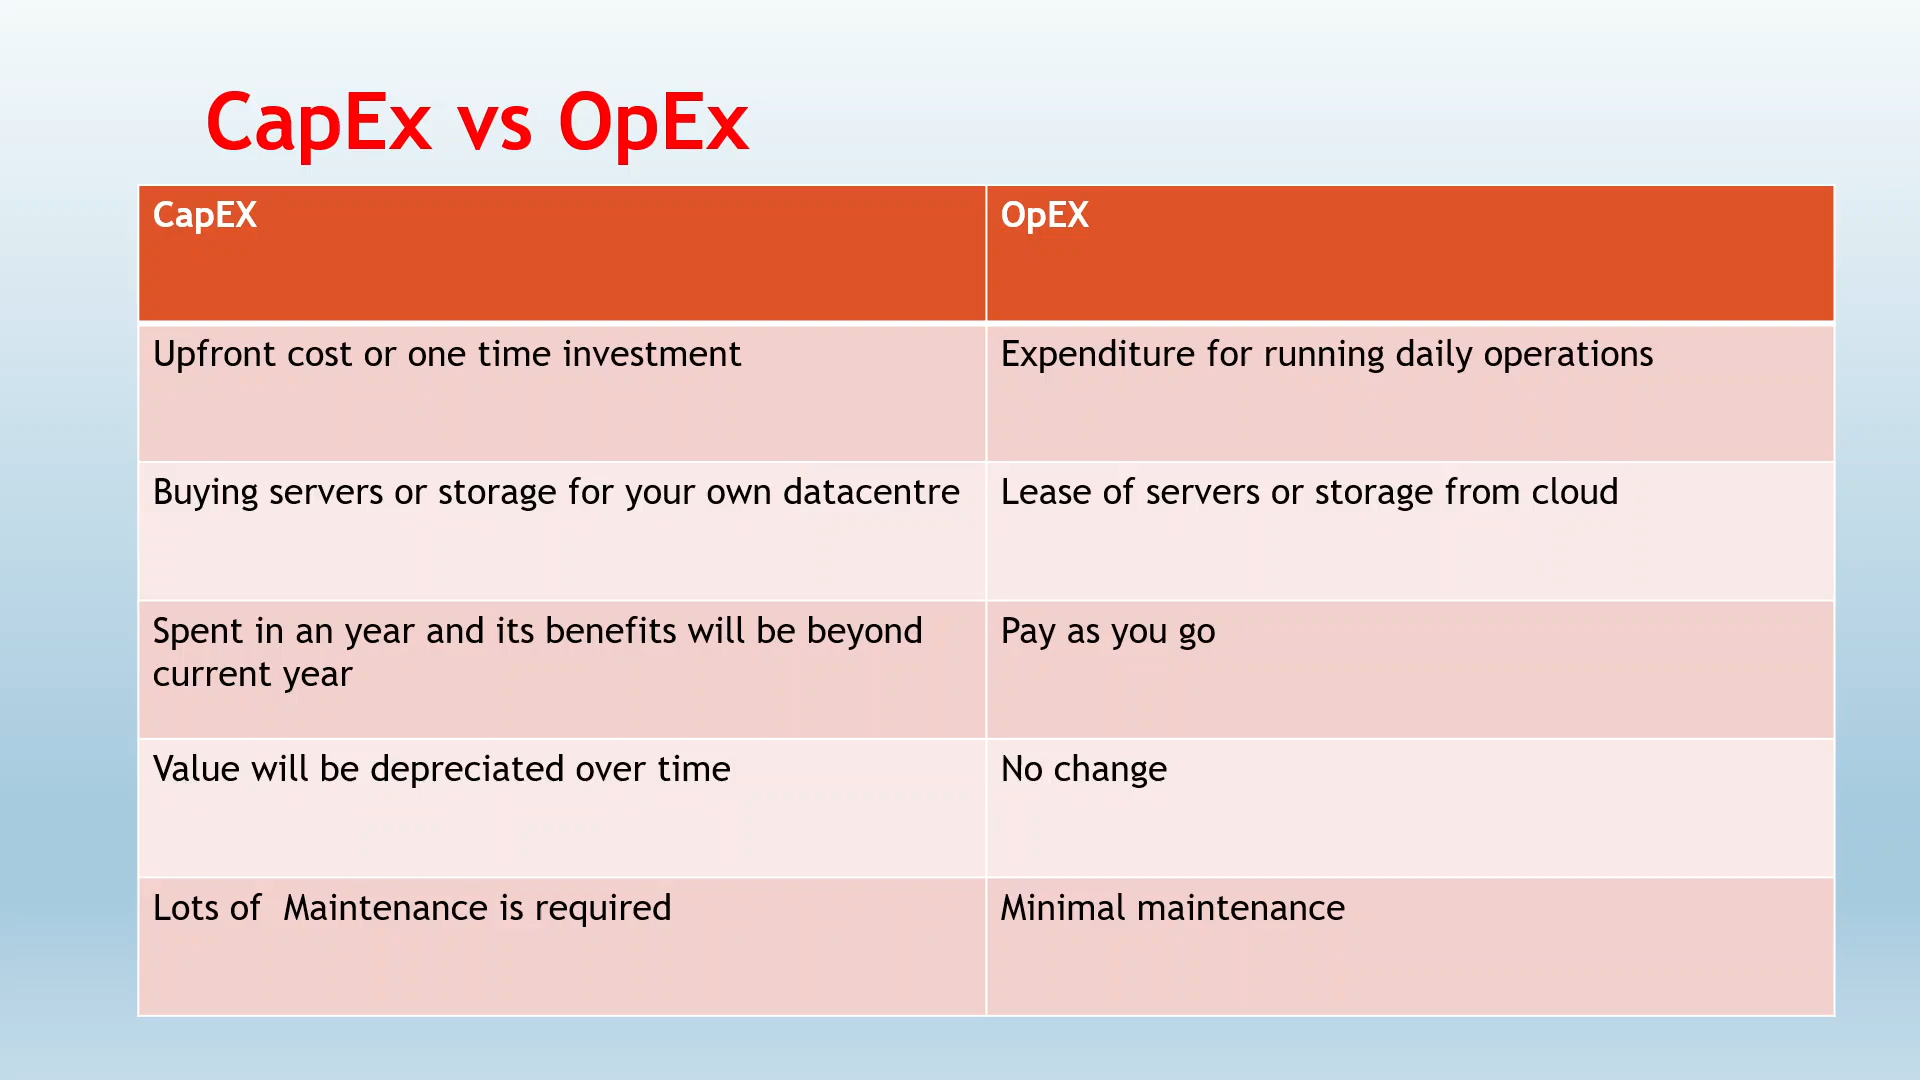 CapEx vs OpEx
CapEX
OpEX
Upfront cost or one time investment
Expenditure for running daily operations
Buying servers or storage for your own datacentre
Lease of servers or storage from cloud
Spent in an year and its benefits will be beyond
current year
Pay as you go
Value will be depreciated over time
No change
Lots of  Maintenance is required
Minimal maintenance